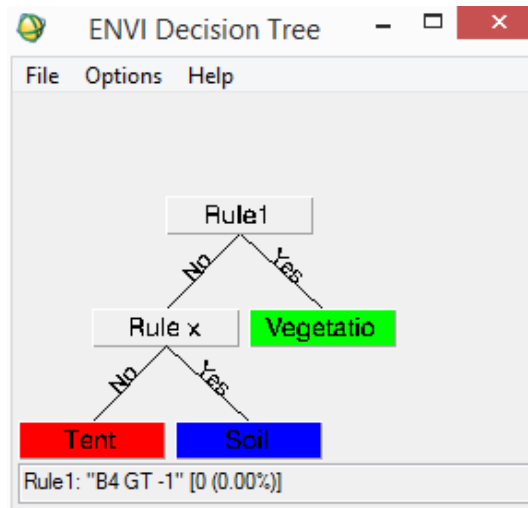 ENVI Decision Tree
File Options Help
Rule1
No Yes
Rule x Vegetatio
No Yes
Tent Soil
Rule1: "B4 GT -1" [0 (0.00%)]